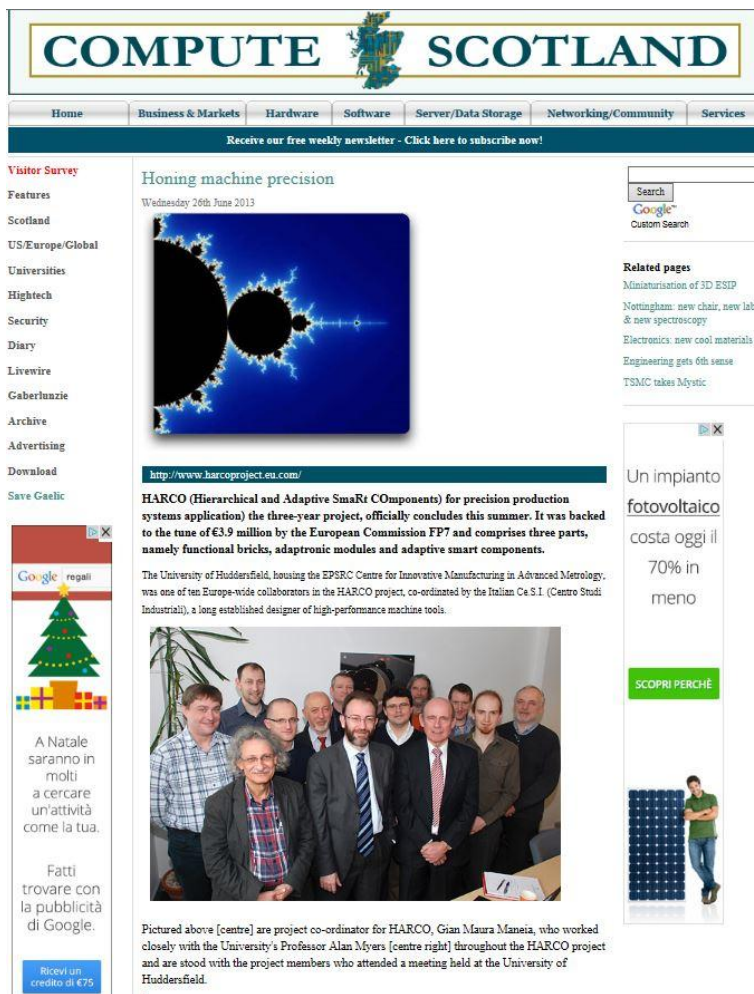 COMPUTE SCOTLAND
Home Business & Markets Hardware Software Server/Data Storage Networking/Community Services
Receive our free weekly newsletter - Click here to subscribe now!
Visitor Survey
Features
Scotland
US/Europe/Global
Universities
Hightech
Security
Diary
Livewire
Gaberlunzie
Archive
Advertising
Download
Save Gaelic
Google regali
A Natale
saranno in
molti
a cercare
un'attività
come la tua.
Fatti
trovare con
la pubblicità
di Google.
Ricevi un
credito di €75
Honing machine precision
Wednesday 26th June 2013
http://www.harcoproject.eu.com/
HARCO (Hierarchical and Adaptive SmaRt COmponents) for precision production
systems application) the three-year project, officially concludes this summer. It was backed
to the tune of €3.9 million by the European Commission FP7 and comprises three parts,
namely functional bricks, adaptronic modules and adaptive smart components.
The University of Huddersfield, housing the EPSRC Centre for Innovative Manufacturing in Advanced Metrology,
was one of ten Europe-wide collaborators in the HARCO project, co-ordinated by the Italian Ce.S.I. (Centro Studi
Industriali), a long established designer of high-performance machine tools.
Pictured above [centre] are project co-ordinator for HARCO, Gian Maura Maneia, who worked
closely with the University's Professor Alan Myers [centre right] throughout the HARCO project
and are stood with the project members who attended a meeting held at the University of
Huddersfield.
Search
Google™
Custom Search
Related pages
Miniaturisation of 3D ESIP
Nottingham: new chair, new lab
& new spectroscopy
Electronics: new cool materials
Engineering gets 6th sense
TSMC takes Mystic
Un impianto
fotovoltaico
costa oggi il
70% in
meno
SCOPRI PERCHÈ